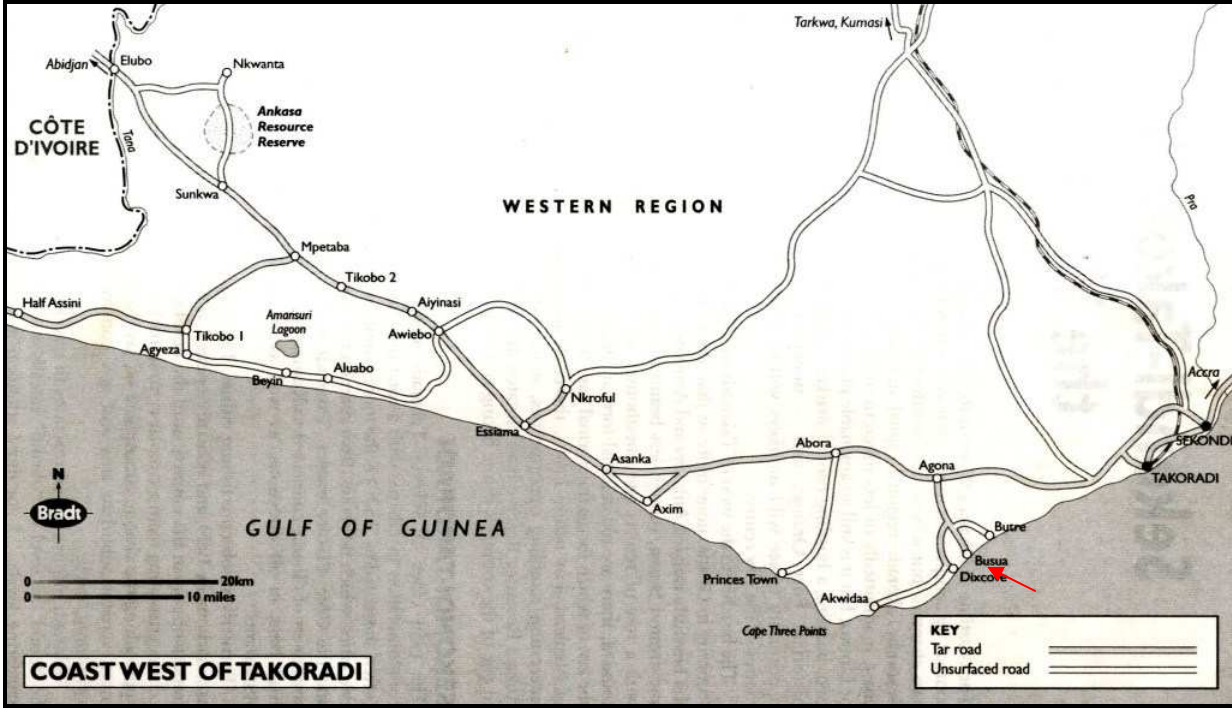 Tarkwa, Kumasi
Abidjan
Elubo
Nkwanta
CÔTE
D'IVOIRE
Tana
Ankasa
Resource
Reserve
Sunkwa
WESTERN REGION
Pra
Mpetaba
Tikobo 2
Half Assini
Aiyinasi
Amansuri
Lagoon
Tikobo 1
Awiebo
Agyeza
Beyin
Aluabo
Nkroful
Accra
Essiama
SEKONDI
Abora
Asanka
Agona
TAKORADI
N
Bradt
Axim
GULF OF GUINEA
Butre
Busua
Dixcove
Princes Town
Akwidaa
0 20km
0 10 miles
Cape Three Points
KEY
Tar road
Unsurfaced road
COAST WEST OF TAKORADI